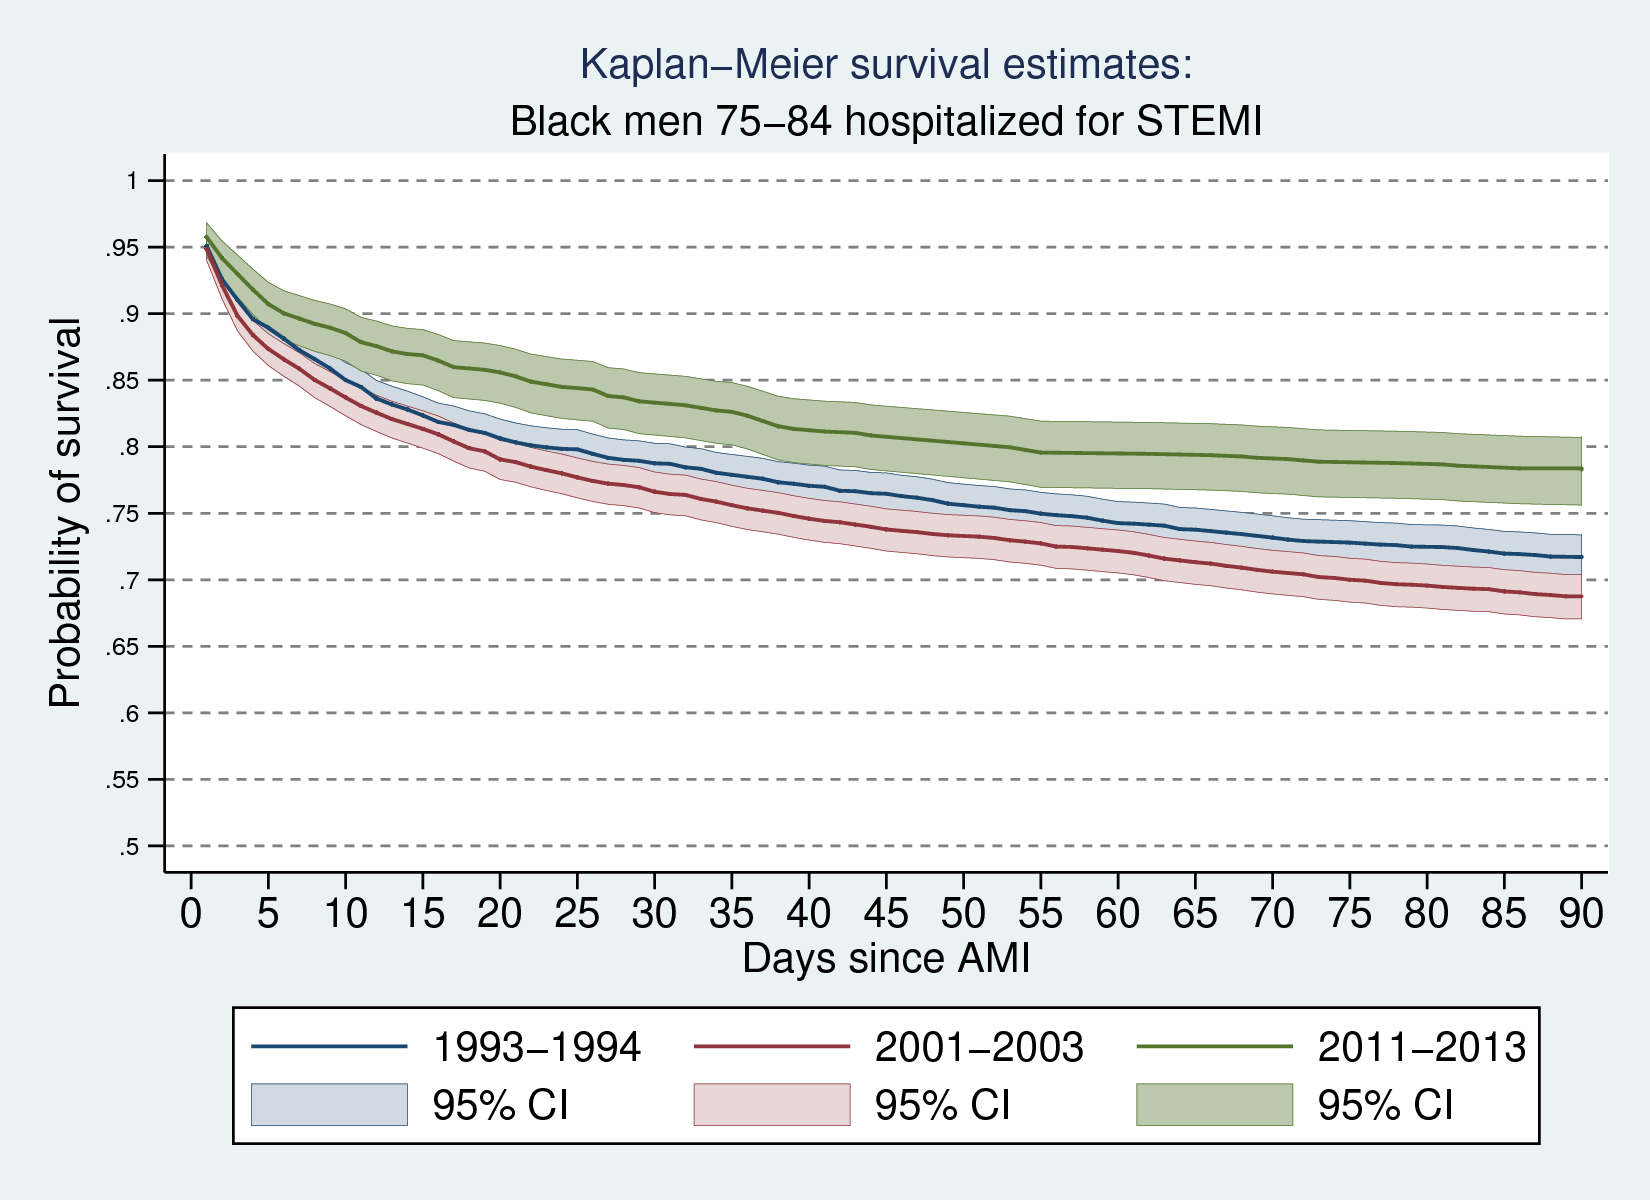 Kaplan−Meier survival estimates:
Black men 75−84 hospitalized for STEMI
Probability of survival
1
.95
.9
.85
.8
.75
.7
.65
.6
.55
.5
0 5 10 15 20 25 30 35 40 45 50 55 60 65 70 75 80 85 90
Days since AMI
1993−1994 2001−2003 2011−2013
95% CI 95% CI 95% CI